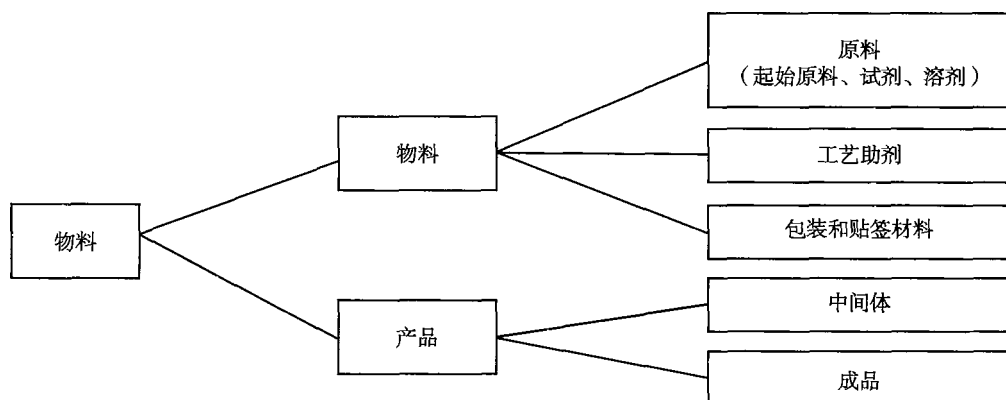 原料
（起始原料、试剂、溶剂）
物料
工艺助剂
物料
包装和贴签材料
中间体
产品
成品